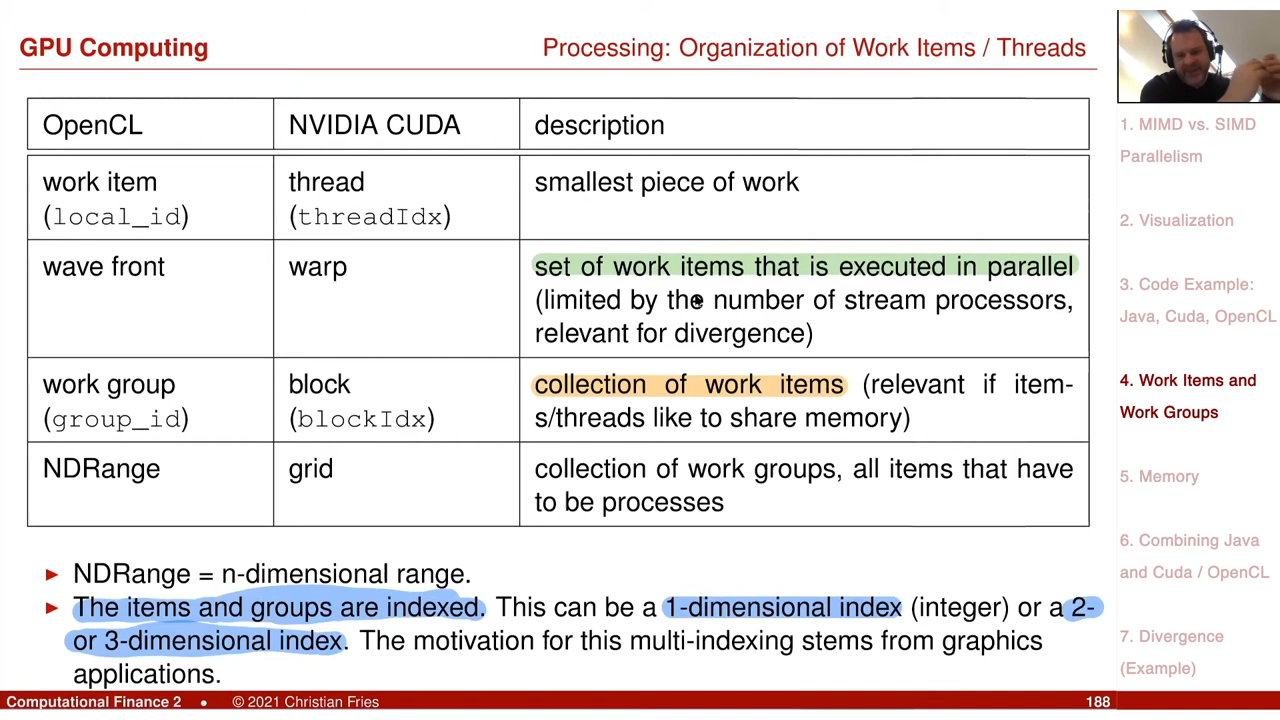 GPU Computing
Processing: Organization of Work Items / Threads
OpenCL
NVIDIA CUDA
description
work item
(local_id)
thread
(threadIdx)
smallest piece of work
wave front
warp
set of work items that is executed in parallel
(limited by the number of stream processors,
relevant for divergence)
work group
(group_id)
block
(blockIdx)
collection of work items (relevant if item-
s/threads like to share memory)
NDRange
grid
collection of work groups, all items that have
to be processes
► NDRange = n-dimensional range.
► The items and groups are indexed. This can be a 1-dimensional index (integer) or a 2-
or 3-dimensional index. The motivation for this multi-indexing stems from graphics
applications.
1. MIMD vs. SIMD
Parallelism
2. Visualization
3. Code Example:
Java, Cuda, OpenCL
4. Work Items and
Work Groups
5. Memory
6. Combining Java
and Cuda / OpenCL
7. Divergence
(Example)
Computational Finance 2 • © 2021 Christian Fries
188